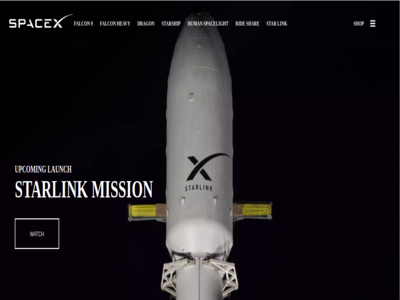 SPACEX FALCON 9 FALCON HEAVY DRAGON STARSHIP HUMAN SPACELIGHT RIDE SHARE STAR LINK SHOP
STARLINK
UPCOMING LAUNCH
STARLINK MISSION
WATCH